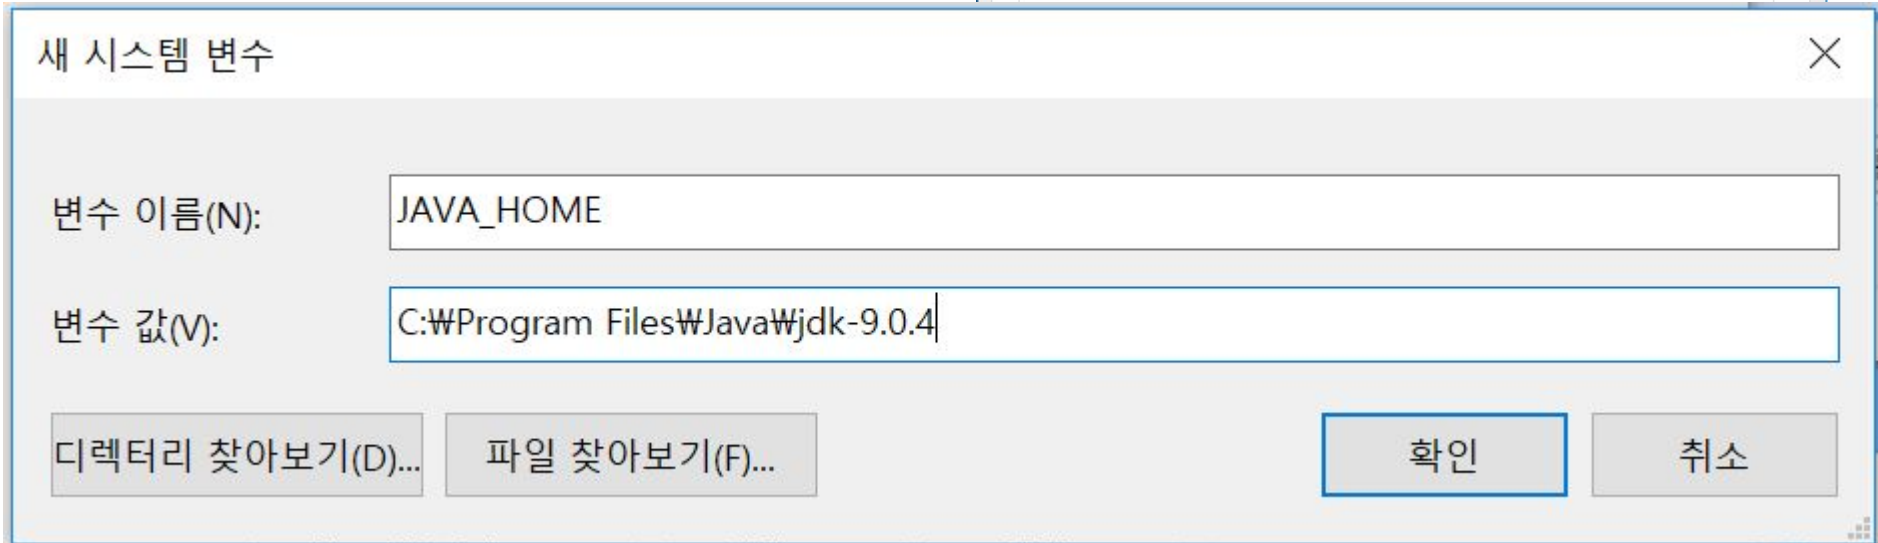 새 시스템 변수
변수 이름(N): JAVA_HOME
변수 값(V): C:₩Program Files₩Java₩jdk-9.0.4
디렉터리 찾아보기(D)... 파일 찾아보기(F)... 확인 취소